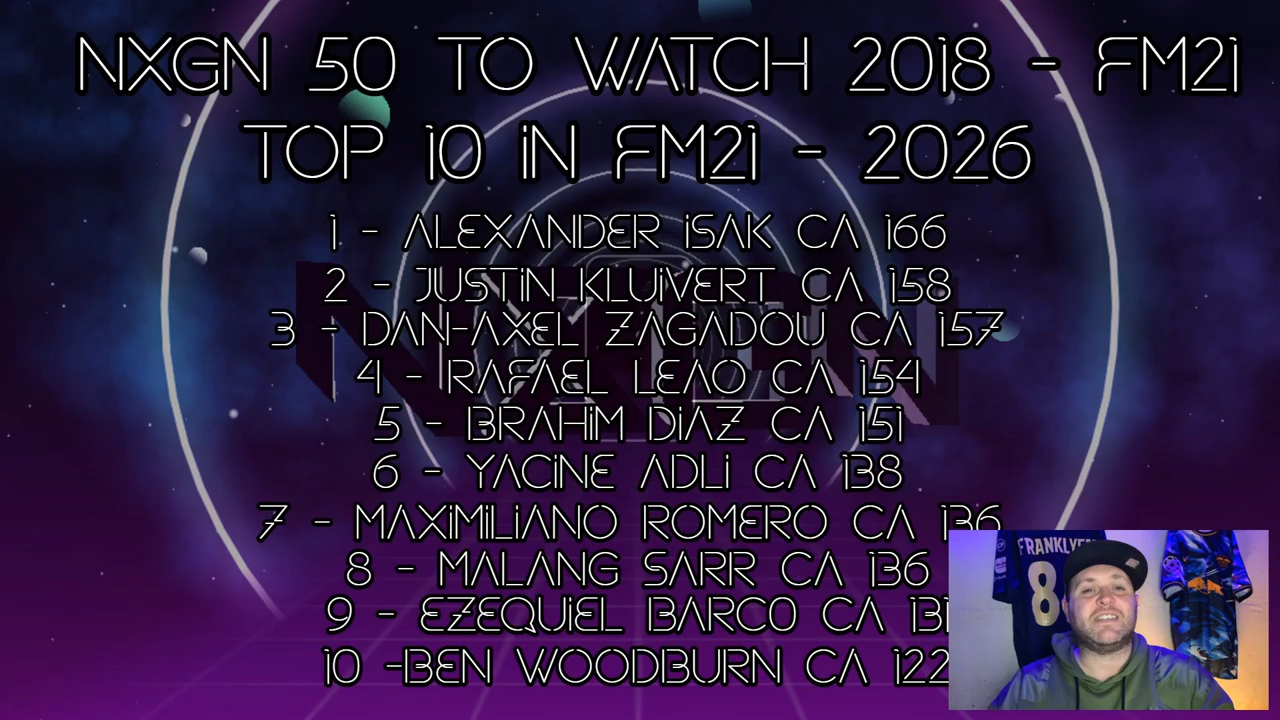 NXGN 50 TO WATCH 2018 - FM21
TOP 10 IN FM21 - 2026
1 - ALEXANDER ISAK CA 166
2 - JUSTIN KLUIVERT CA 158
3 - DAN-AXEL ZAGADOU CA 157
4 - RAFAEL LEAO CA 154
5 - BRAHIM DIAZ CA 151
6 - YACINE ADLI CA 138
7 - MAXIMILIANO ROMERO CA 136
8 - MALANG SARR CA 136
9 - EZEQUIEL BARCO CA 131
10 -BEN WOODBURN CA 122
8